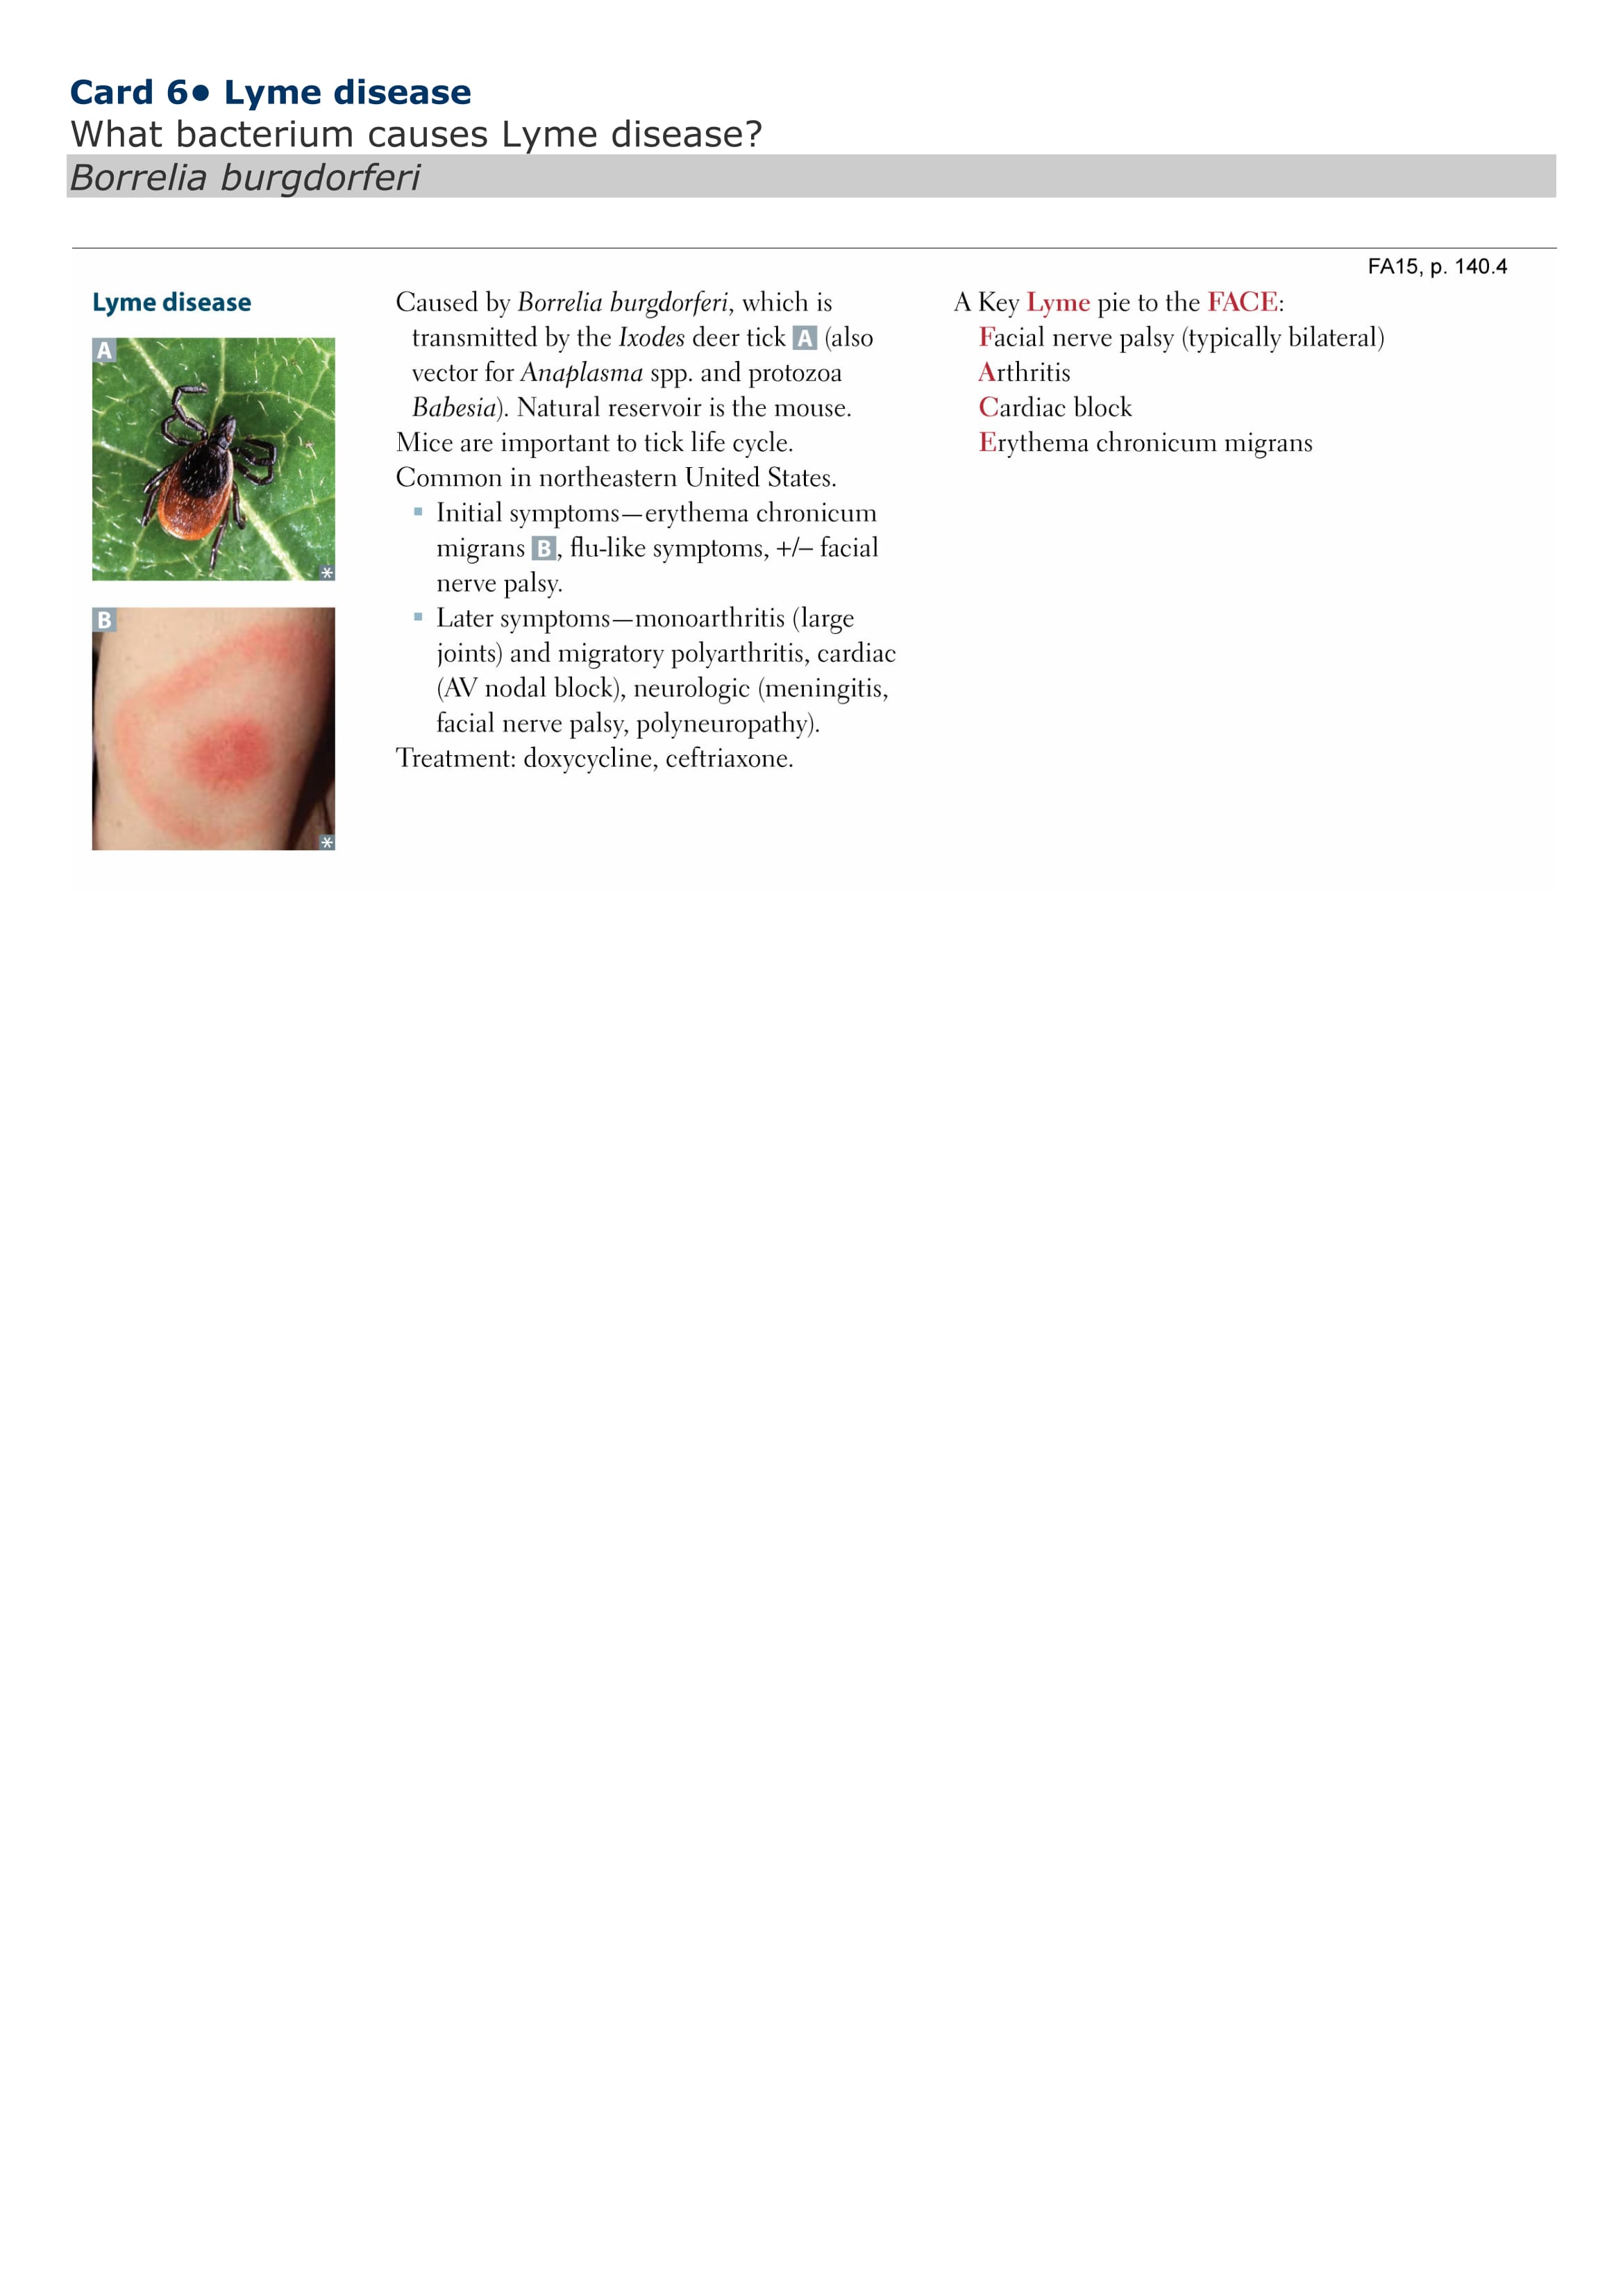 Card 6• Lyme disease
What bacterium causes Lyme disease?
Borrelia burgdorferi
FA15, p. 140.4
Lyme disease
A
*
B
*
Caused by Borrelia burgdorferi, which is
transmitted by the Ixodes deer tick A (also
vector for Anaplasma spp. and protozoa
Babesia). Natural reservoir is the mouse.
Mice are important to tick life cycle.
Common in northeastern United States.
▪ Initial symptoms—erythema chronicum
migrans B, flu-like symptoms, +/– facial
nerve palsy.
▪ Later symptoms—monoarthritis (large
joints) and migratory polyarthritis, cardiac
(AV nodal block), neurologic (meningitis,
facial nerve palsy, polyneuropathy).
Treatment: doxycycline, ceftriaxone.
A Key Lyme pie to the FACE:
Facial nerve palsy (typically bilateral)
Arthritis
Cardiac block
Erythema chronicum migrans